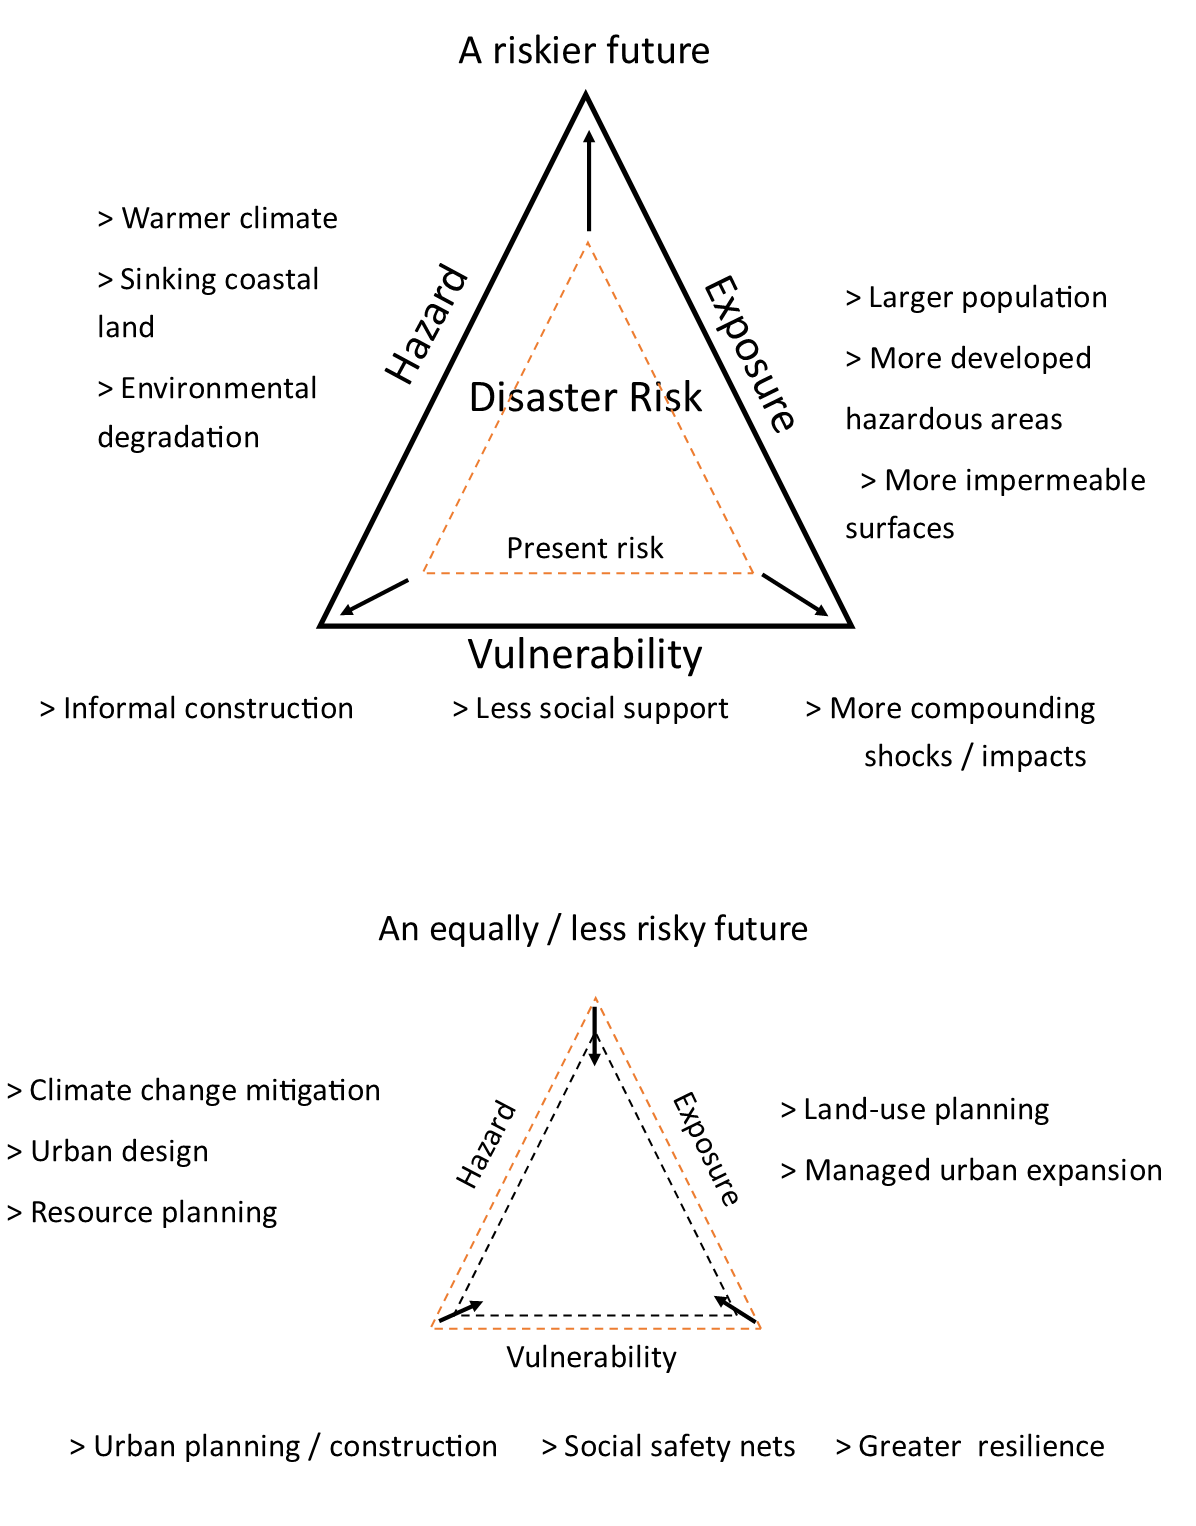 A riskier future
> Warmer climate
> Sinking coastal
land
> Environmental
degradation
Hazard
Exposure
> Larger population
> More developed
hazardous areas
> More impermeable
surfaces
Disaster Risk
Present risk
Vulnerability
> Informal construction
> Less social support
> More compounding
shocks / impacts
An equally / less risky future
> Climate change mitigation
> Urban design
> Resource planning
Hazard
Exposure
> Land-use planning
> Managed urban expansion
Vulnerability
> Urban planning / construction
> Social safety nets
> Greater  resilience